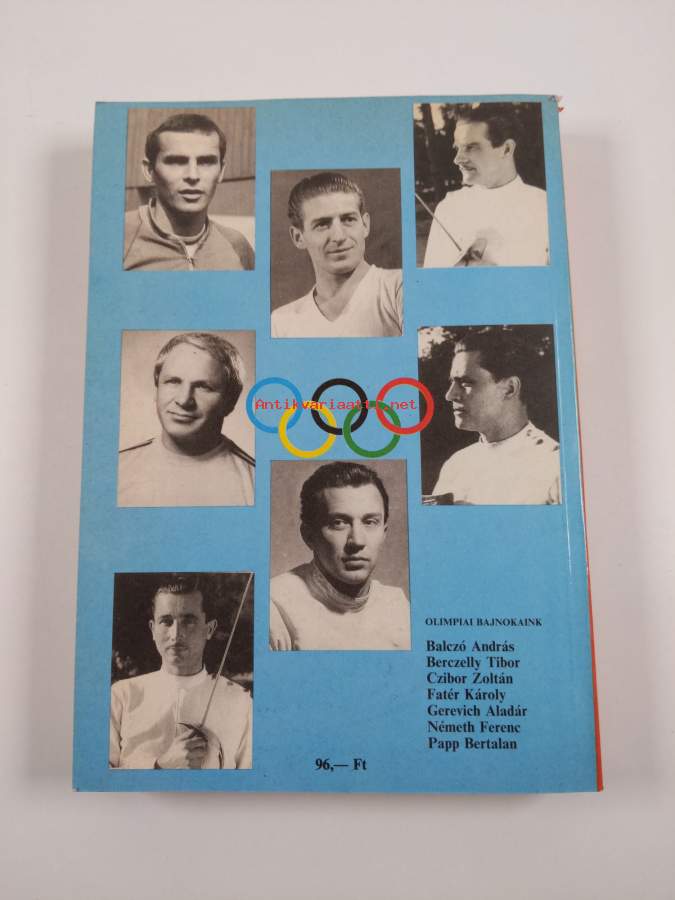 Antikvariaatti.net
OLIMPIAI BAJNOKAINK
Balczó András
Berczelly Tibor
Czibor Zoltán
Fatér Károly
Gerevich Aladár
Németh Ferenc
Papp Bertalan
96,— Ft